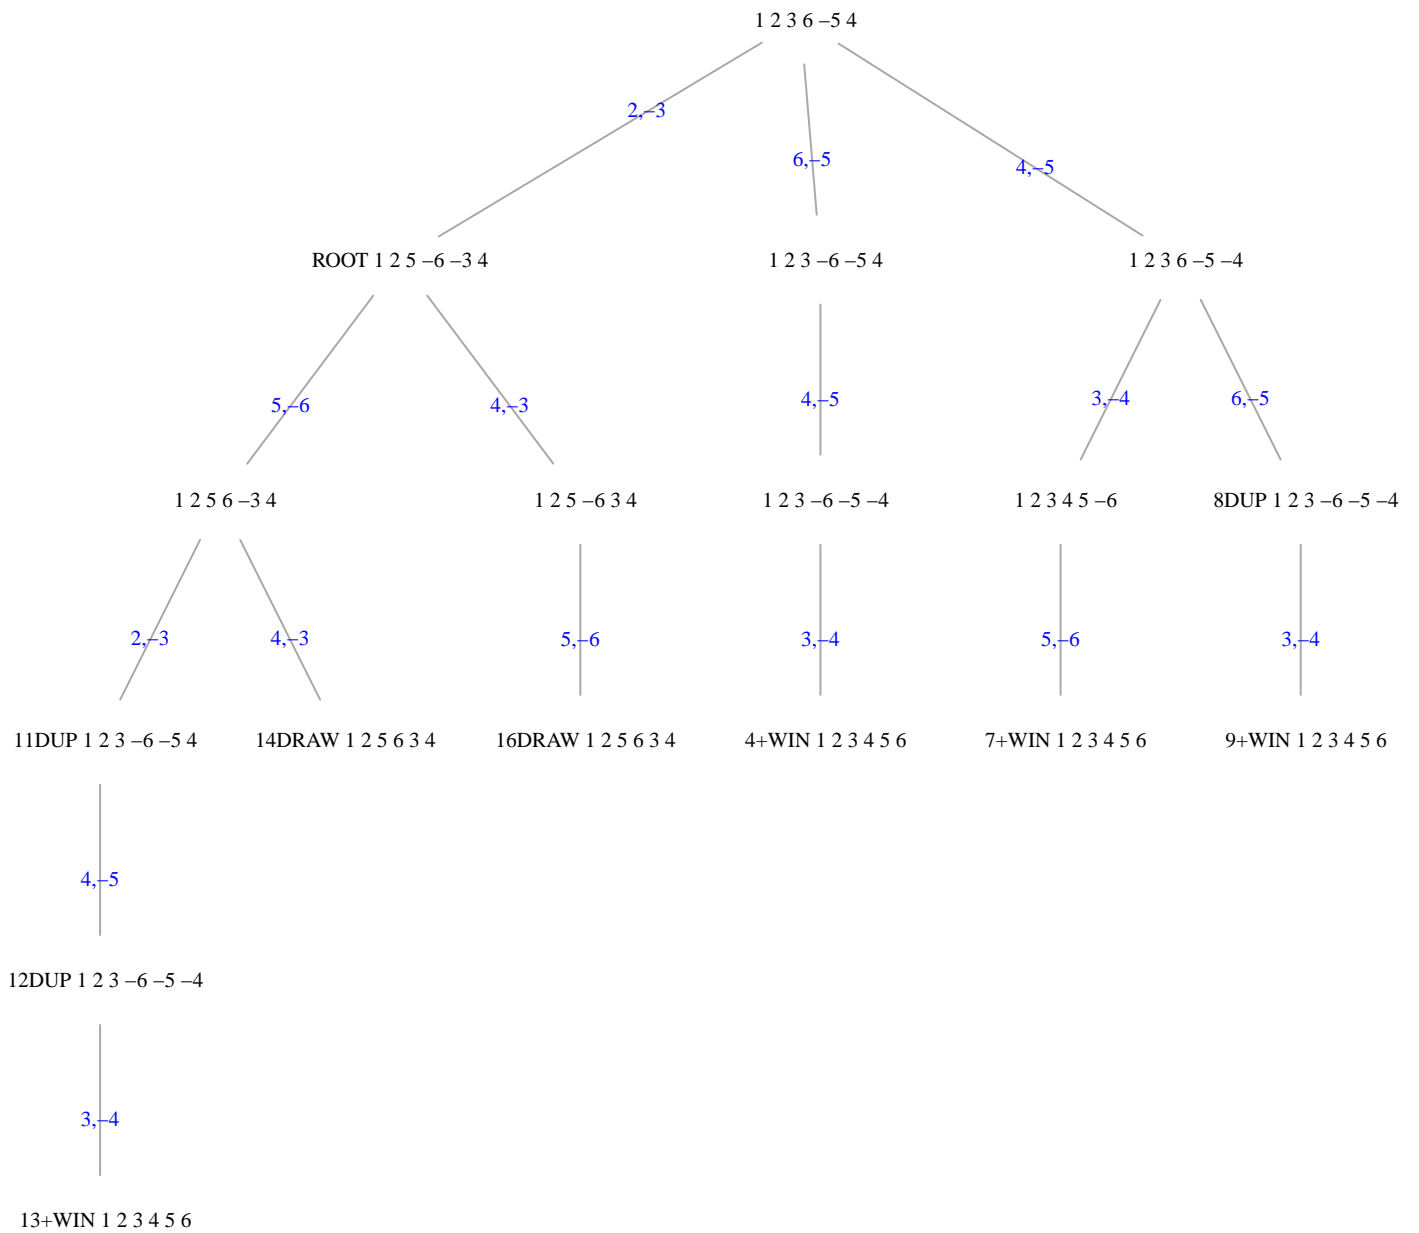 1 2 3 6 –5 4
2,–3
6,–5
4,–5
ROOT 1 2 5 –6 –3 4
1 2 3 –6 –5 4
1 2 3 6 –5 –4
5,–6
4,–3
4,–5
3,–4
6,–5
1 2 5 6 –3 4
1 2 5 –6 3 4
1 2 3 –6 –5 –4
1 2 3 4 5 –6
8DUP 1 2 3 –6 –5 –4
2,–3
4,–3
5,–6
3,–4
5,–6
3,–4
11DUP 1 2 3 –6 –5 4
14DRAW 1 2 5 6 3 4
16DRAW 1 2 5 6 3 4
4+WIN 1 2 3 4 5 6
7+WIN 1 2 3 4 5 6
9+WIN 1 2 3 4 5 6
4,–5
12DUP 1 2 3 –6 –5 –4
3,–4
13+WIN 1 2 3 4 5 6